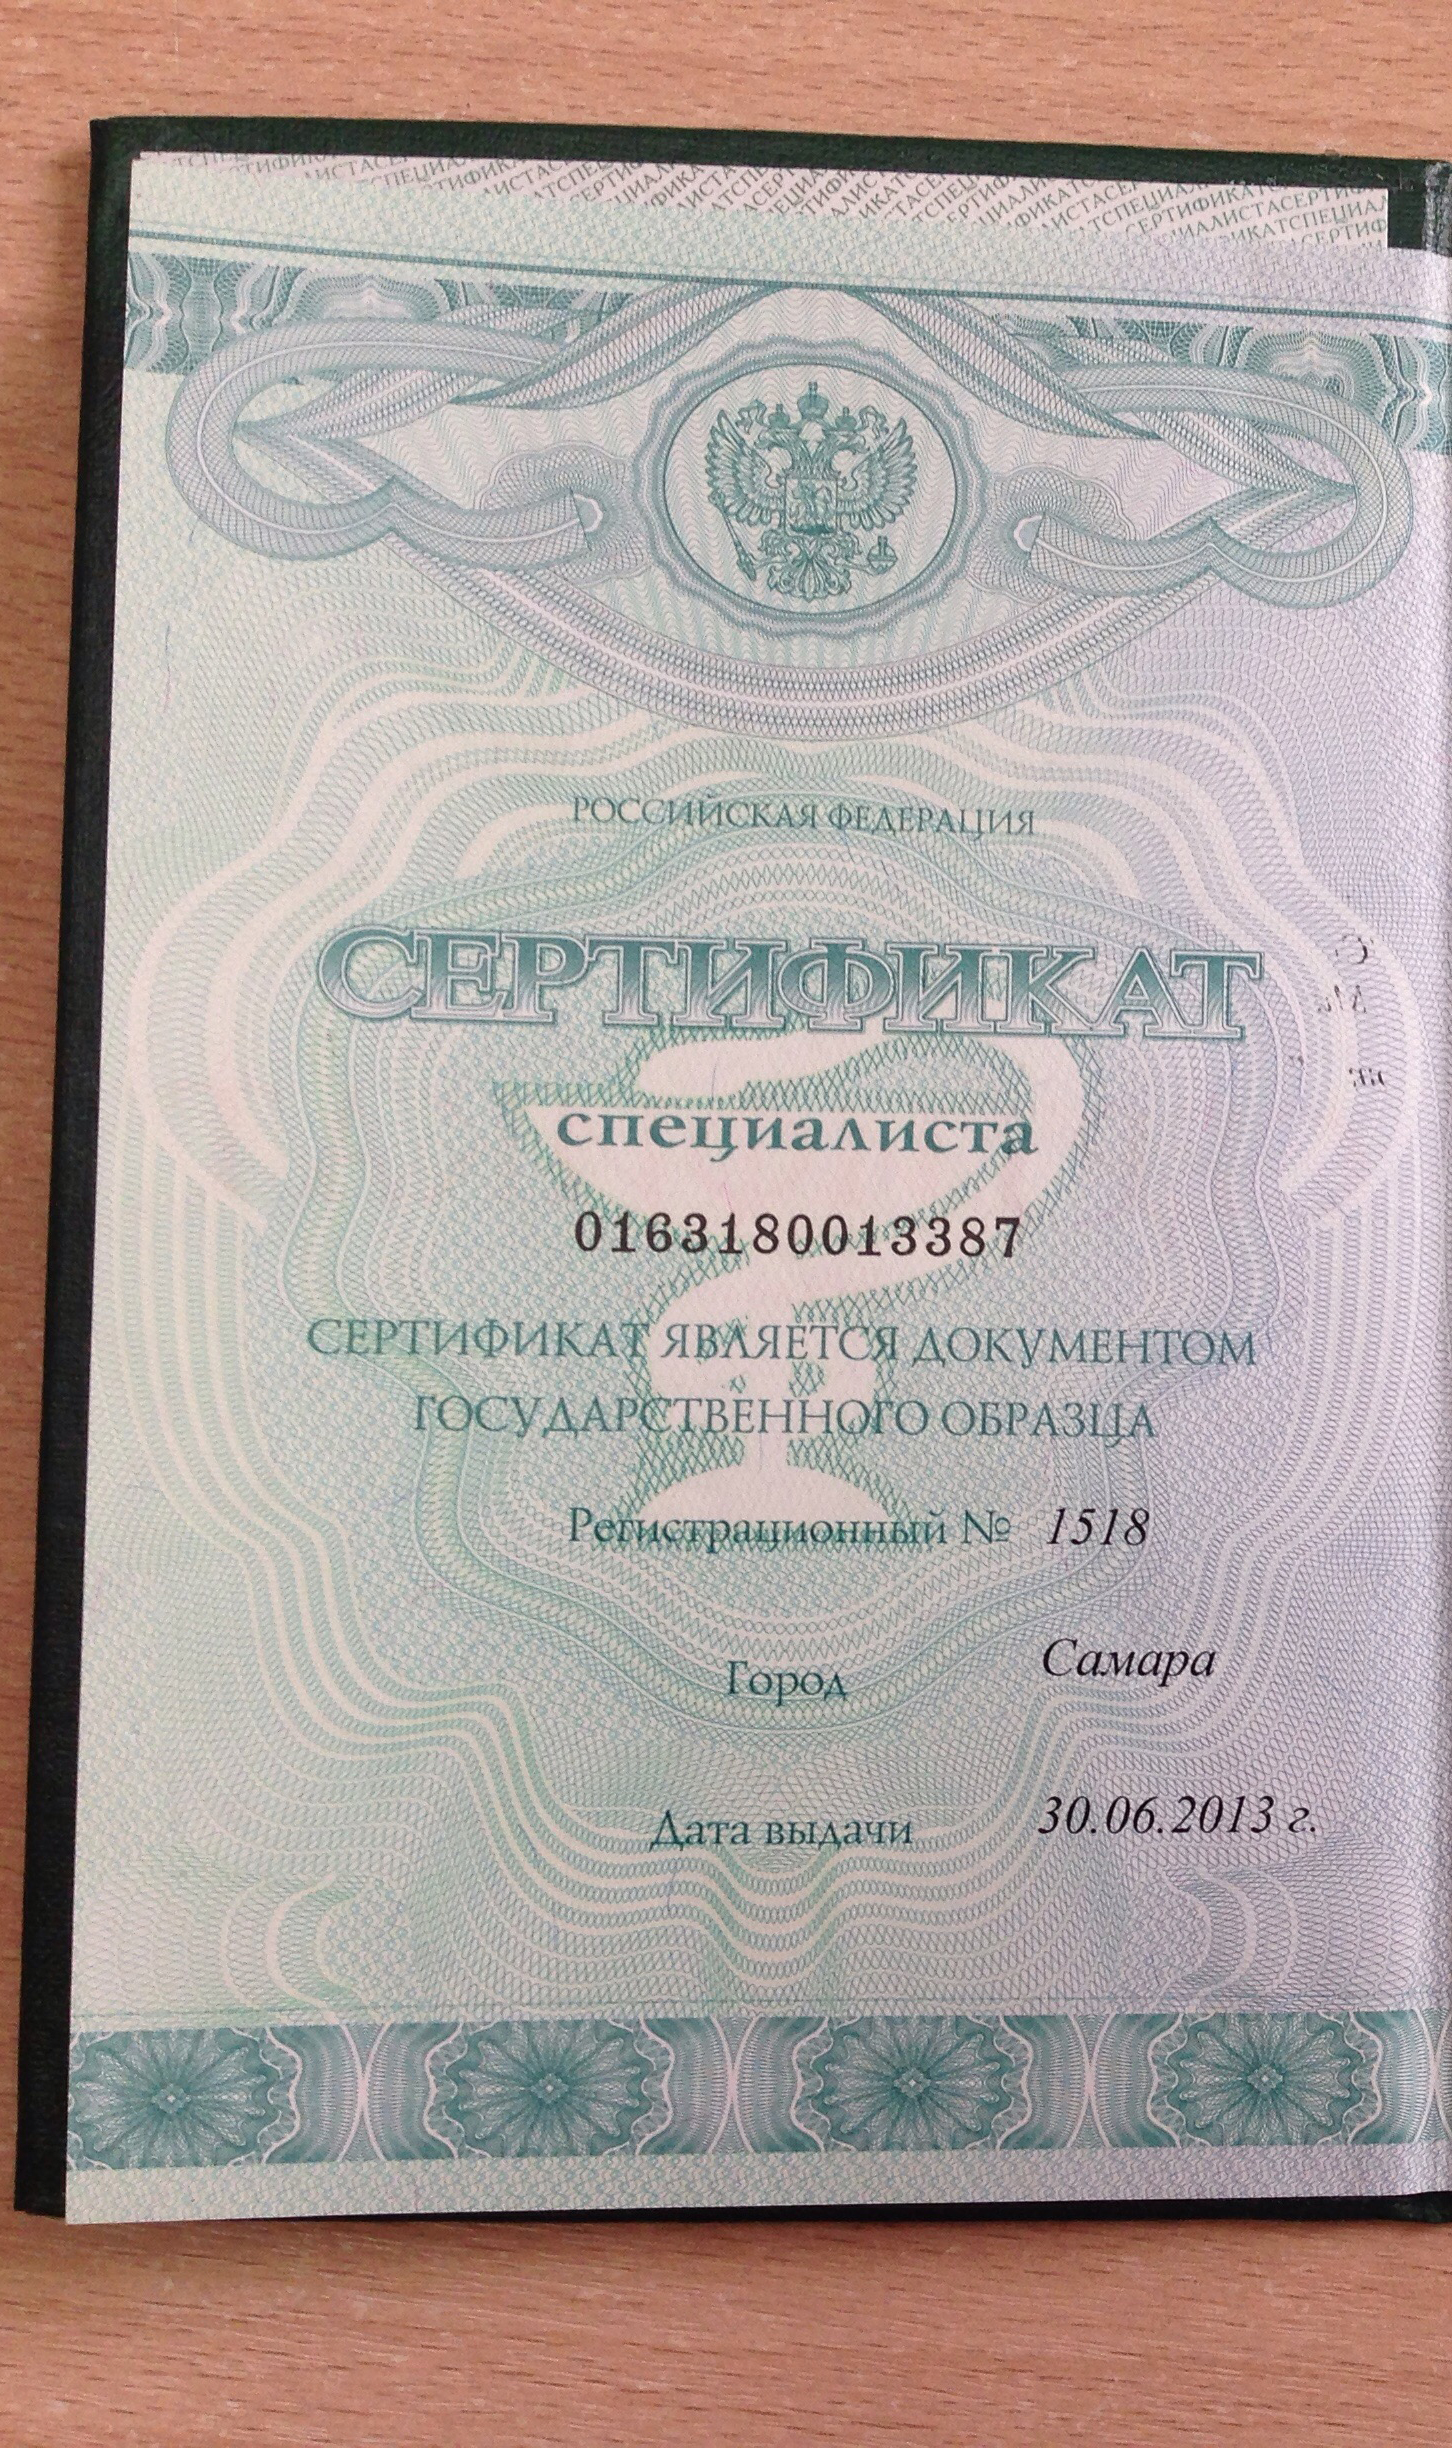 РОССИЙСКАЯ ФЕДЕРАЦИЯ
СЕРТИФИКАТ
специалиста
0163180013387
СЕРТИФИКАТ ЯВЛЯЕТСЯ ДОКУМЕНТОМ
ГОСУДАРСТВЕННОГО ОБРАЗЦА
Регистрационный № 1518
Город Самара
Дата выдачи 30.06.2013 г.